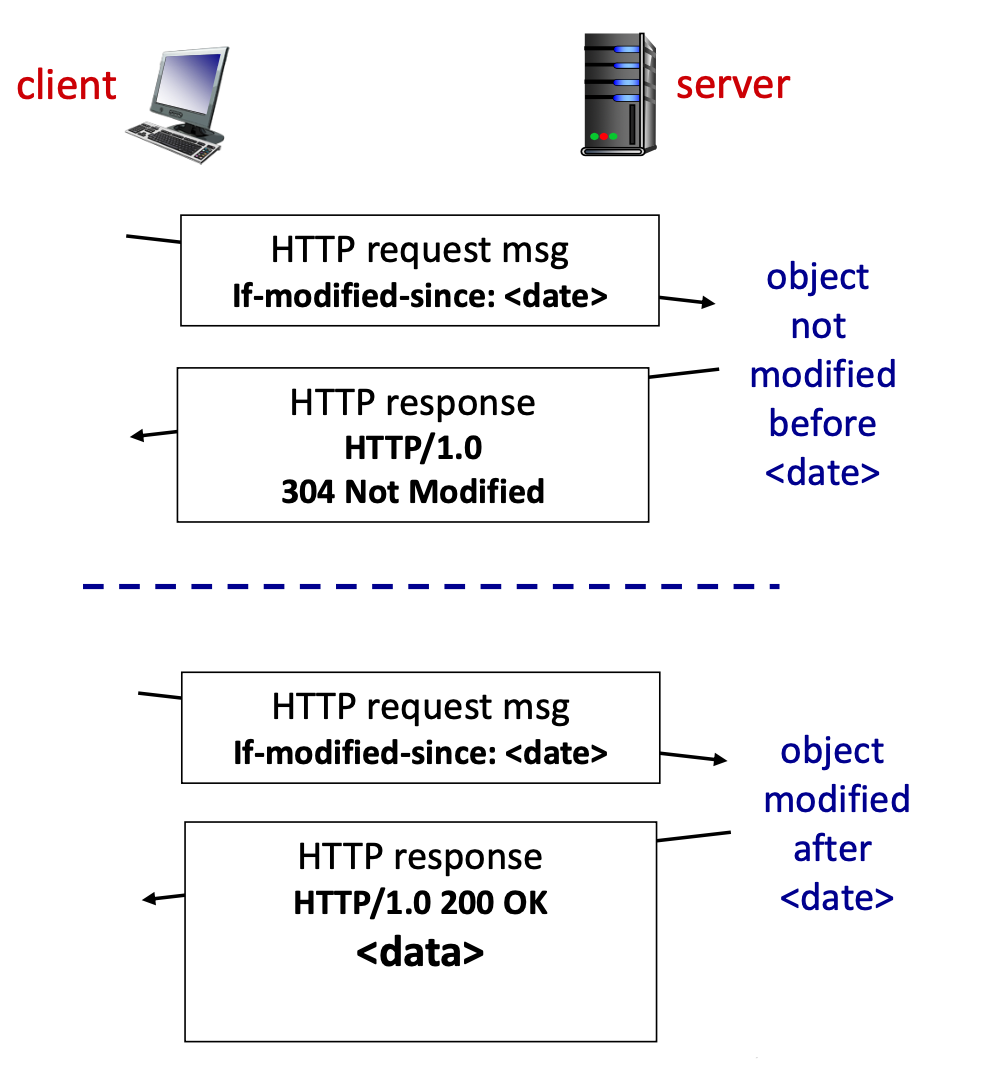 client
server
HTTP request msg
If-modified-since: <date>
object
not
modified
before
<date>
HTTP response
HTTP/1.0
304 Not Modified
HTTP request msg
If-modified-since: <date>
object
modified
after
<date>
HTTP response
HTTP/1.0 200 OK
<data>